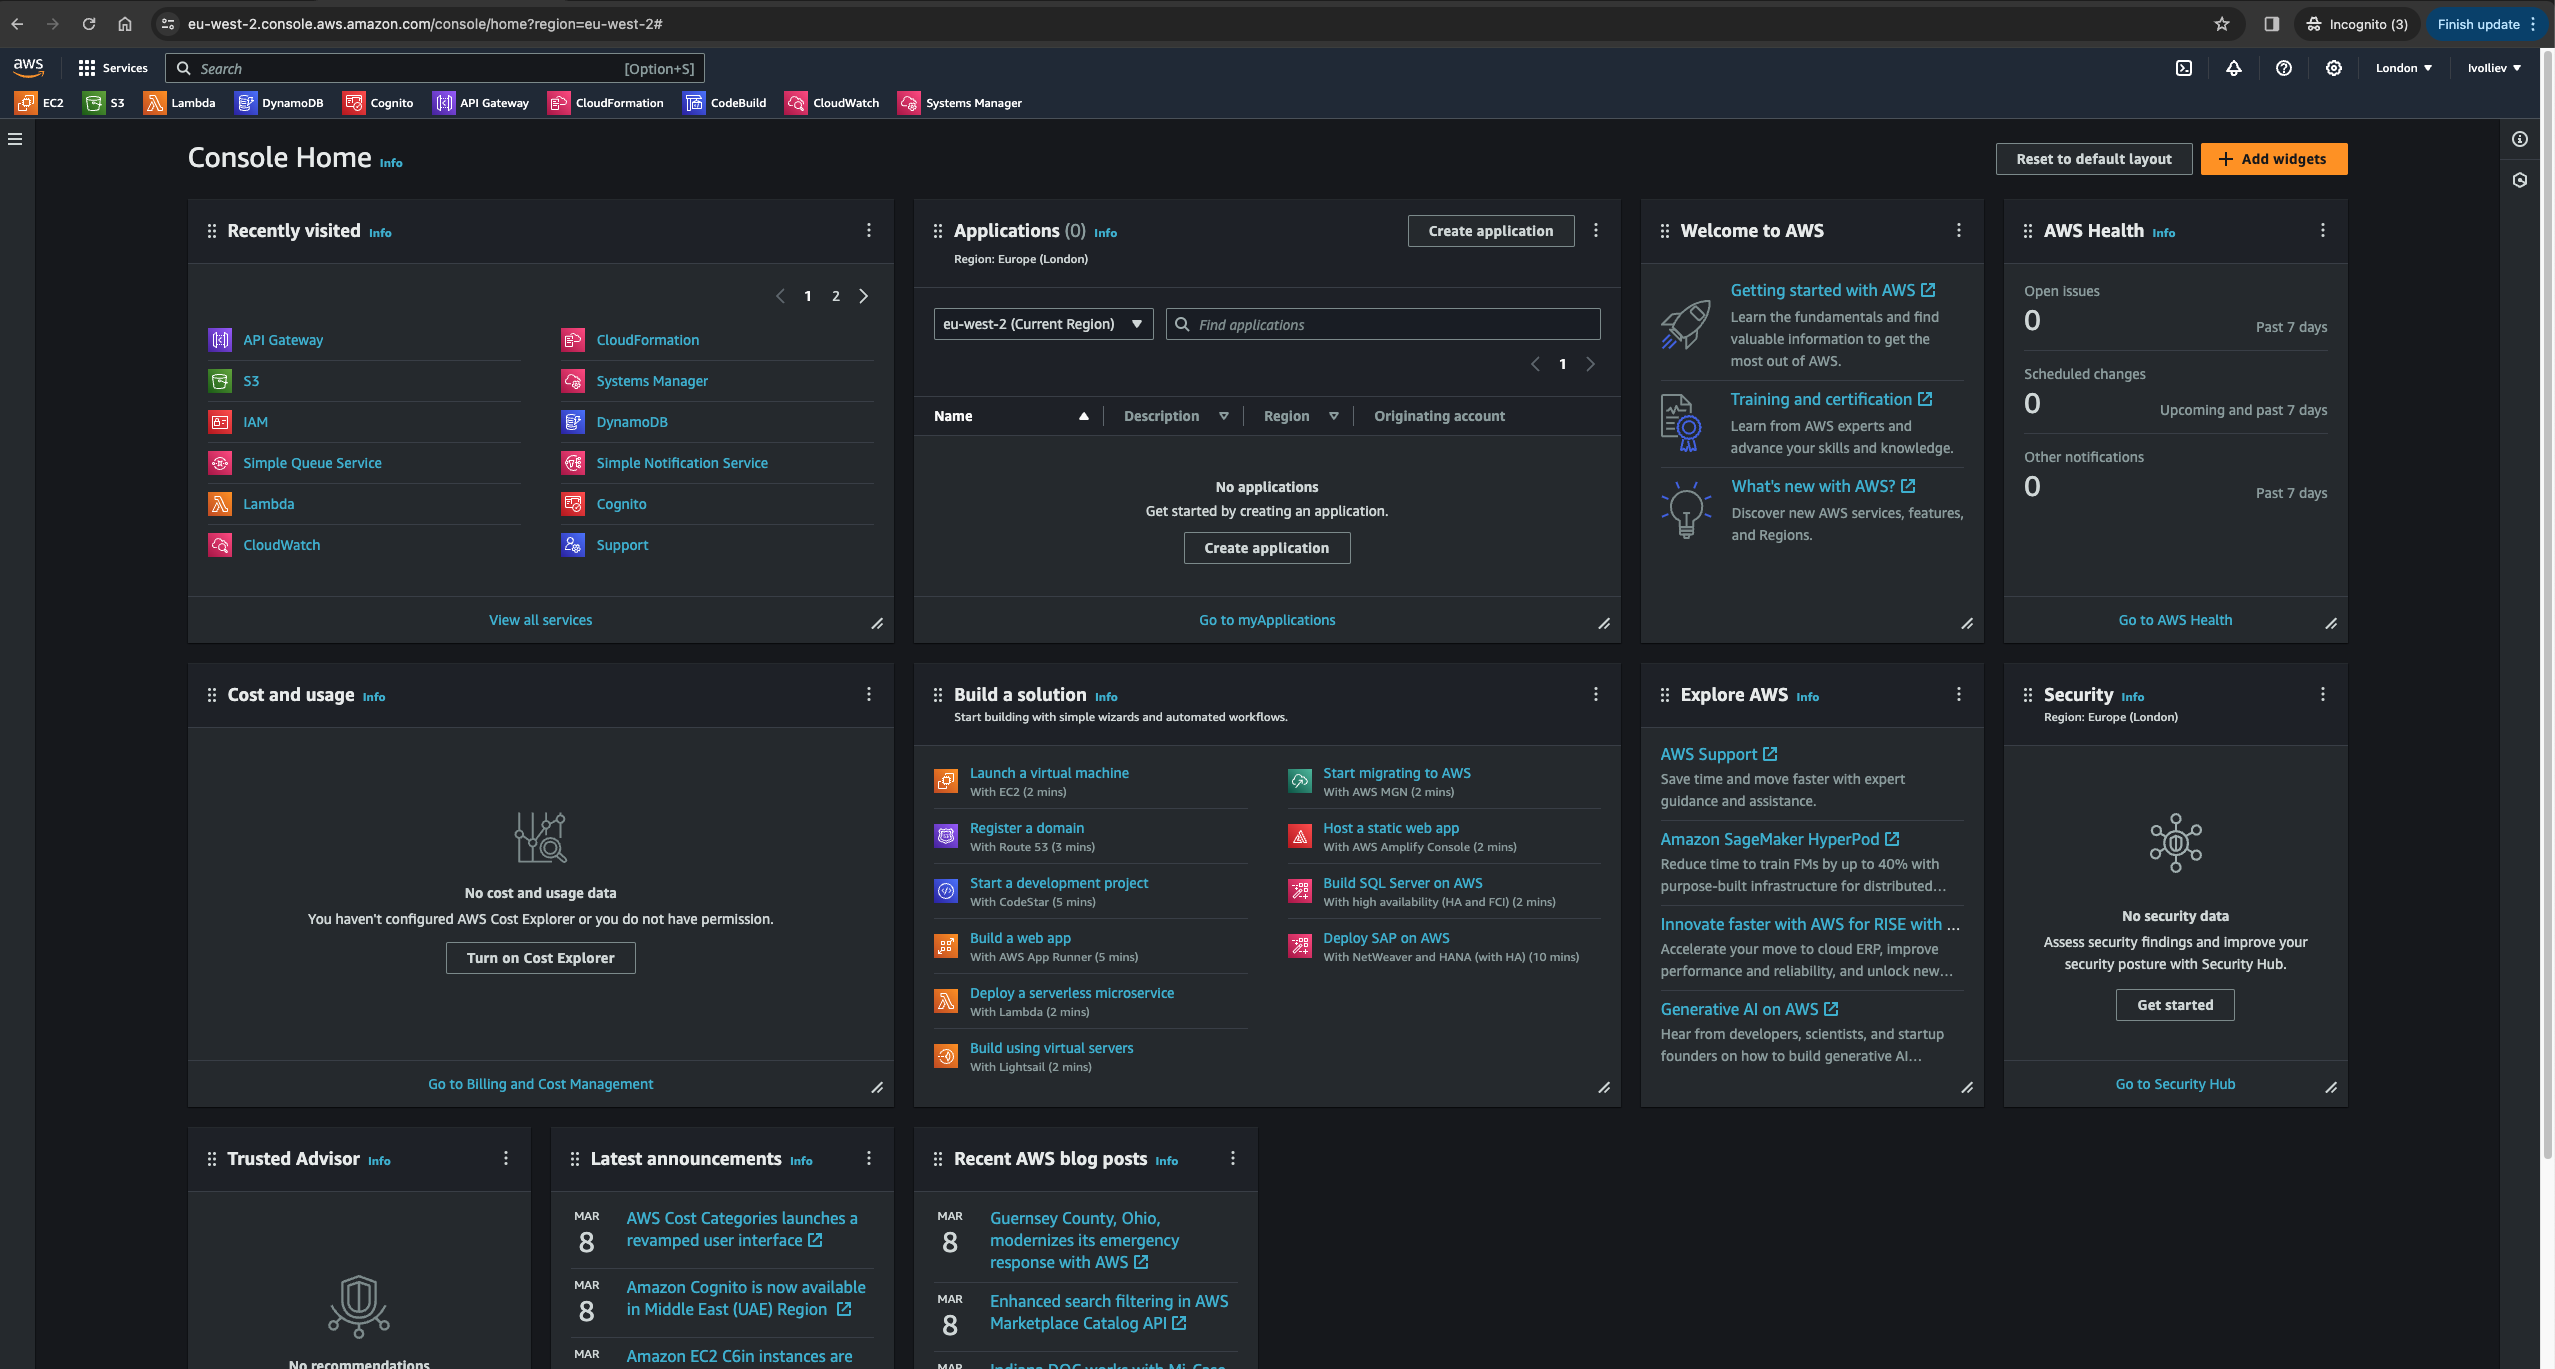 eu-west-2.console.aws.amazon.com/console/home?region=eu-west-2#
Incognito (3)
Finish update
aws
Services
Search
[Option+S]
London
IvoIliev
EC2
S3
Lambda
DynamoDB
Cognito
API Gateway
CloudFormation
CodeBuild
CloudWatch
Systems Manager
Console Home Info
Reset to default layout
Add widgets
Recently visited Info
1 2
API Gateway
S3
IAM
Simple Queue Service
Lambda
CloudWatch
CloudFormation
Systems Manager
DynamoDB
Simple Notification Service
Cognito
Support
View all services
Applications (0) Info
Region: Europe (London)
Create application
eu-west-2 (Current Region)
Find applications
1
Name
Description
Region
Originating account
No applications
Get started by creating an application.
Create application
Go to myApplications
Welcome to AWS
Getting started with AWS
Learn the fundamentals and find
valuable information to get the
most out of AWS.
Training and certification
Learn from AWS experts and
advance your skills and knowledge.
What's new with AWS?
Discover new AWS services, features,
and Regions.
AWS Health Info
Open issues
0
Past 7 days
Scheduled changes
0
Upcoming and past 7 days
Other notifications
0
Past 7 days
Go to AWS Health
Cost and usage Info
No cost and usage data
You haven't configured AWS Cost Explorer or you do not have permission.
Turn on Cost Explorer
Go to Billing and Cost Management
Build a solution Info
Start building with simple wizards and automated workflows.
Launch a virtual machine
With EC2 (2 mins)
Register a domain
With Route 53 (3 mins)
Start a development project
With CodeStar (5 mins)
Build a web app
With AWS App Runner (5 mins)
Deploy a serverless microservice
With Lambda (2 mins)
Build using virtual servers
With Lightsail (2 mins)
Start migrating to AWS
With AWS MGN (2 mins)
Host a static web app
With AWS Amplify Console (2 mins)
Build SQL Server on AWS
With high availability (HA and FCI) (2 mins)
Deploy SAP on AWS
With NetWeaver and HANA (with HA) (10 mins)
Explore AWS Info
AWS Support
Save time and move faster with expert
guidance and assistance.
Amazon SageMaker HyperPod
Reduce time to train FMs by up to 40% with
purpose-built infrastructure for distributed...
Innovate faster with AWS for RISE with ...
Accelerate your move to cloud ERP, improve
performance and reliability, and unlock new...
Generative AI on AWS
Hear from developers, scientists, and startup
founders on how to build generative AI...
Security Info
Region: Europe (London)
No security data
Assess security findings and improve your
security posture with Security Hub.
Get started
Go to Security Hub
Trusted Advisor Info
No recommendations
Latest announcements Info
MAR
8
AWS Cost Categories launches a
revamped user interface
MAR
8
Amazon Cognito is now available
in Middle East (UAE) Region
MAR
Amazon EC2 C6in instances are
Recent AWS blog posts Info
MAR
8
Guernsey County, Ohio,
modernizes its emergency
response with AWS
MAR
8
Enhanced search filtering in AWS
Marketplace Catalog API
MAR